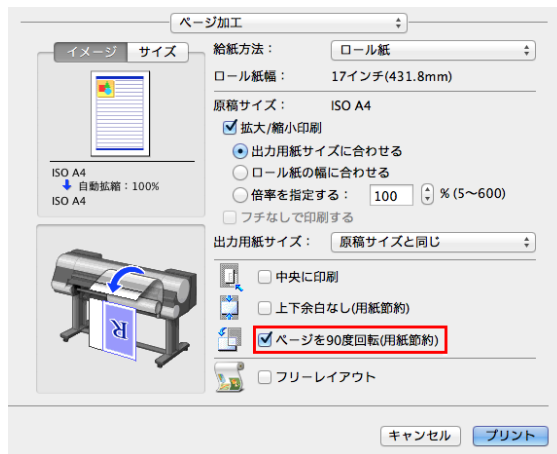 ページ加工
イメージ サイズ
給紙方法： ロール紙
ロール紙幅： 17インチ(431.8mm)
原稿サイズ： ISO A4
拡大/縮小印刷
出力用紙サイズに合わせる
ロール紙の幅に合わせる
倍率を指定する： 100 % (5〜600)
フチなしで印刷する
ISO A4
自動拡縮：100%
ISO A4
出力用紙サイズ： 原稿サイズと同じ
中央に印刷
上下余白なし(用紙節約)
ページを90度回転(用紙節約)
フリーレイアウト
R
キャンセル プリント